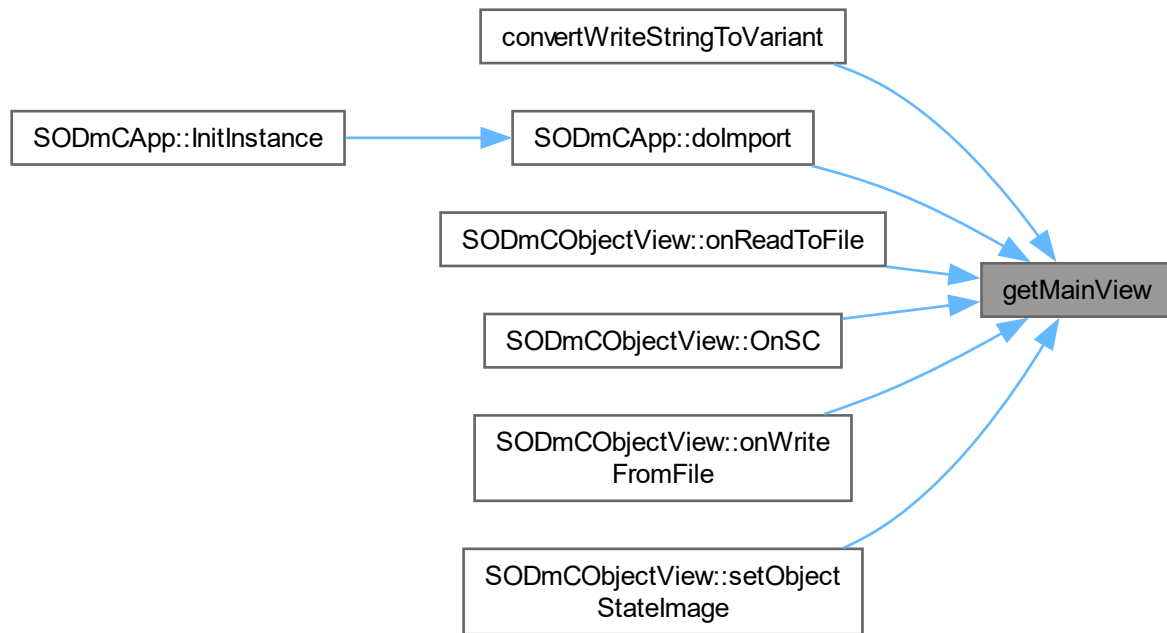 convertWriteStringToVariant
SODmCApp::InitInstance
SODmCApp::doImport
SODmCObjectView::onReadToFile
getMainView
SODmCObjectView::OnSC
SODmCObjectView::onWrite
FromFile
SODmCObjectView::setObject
StateImage